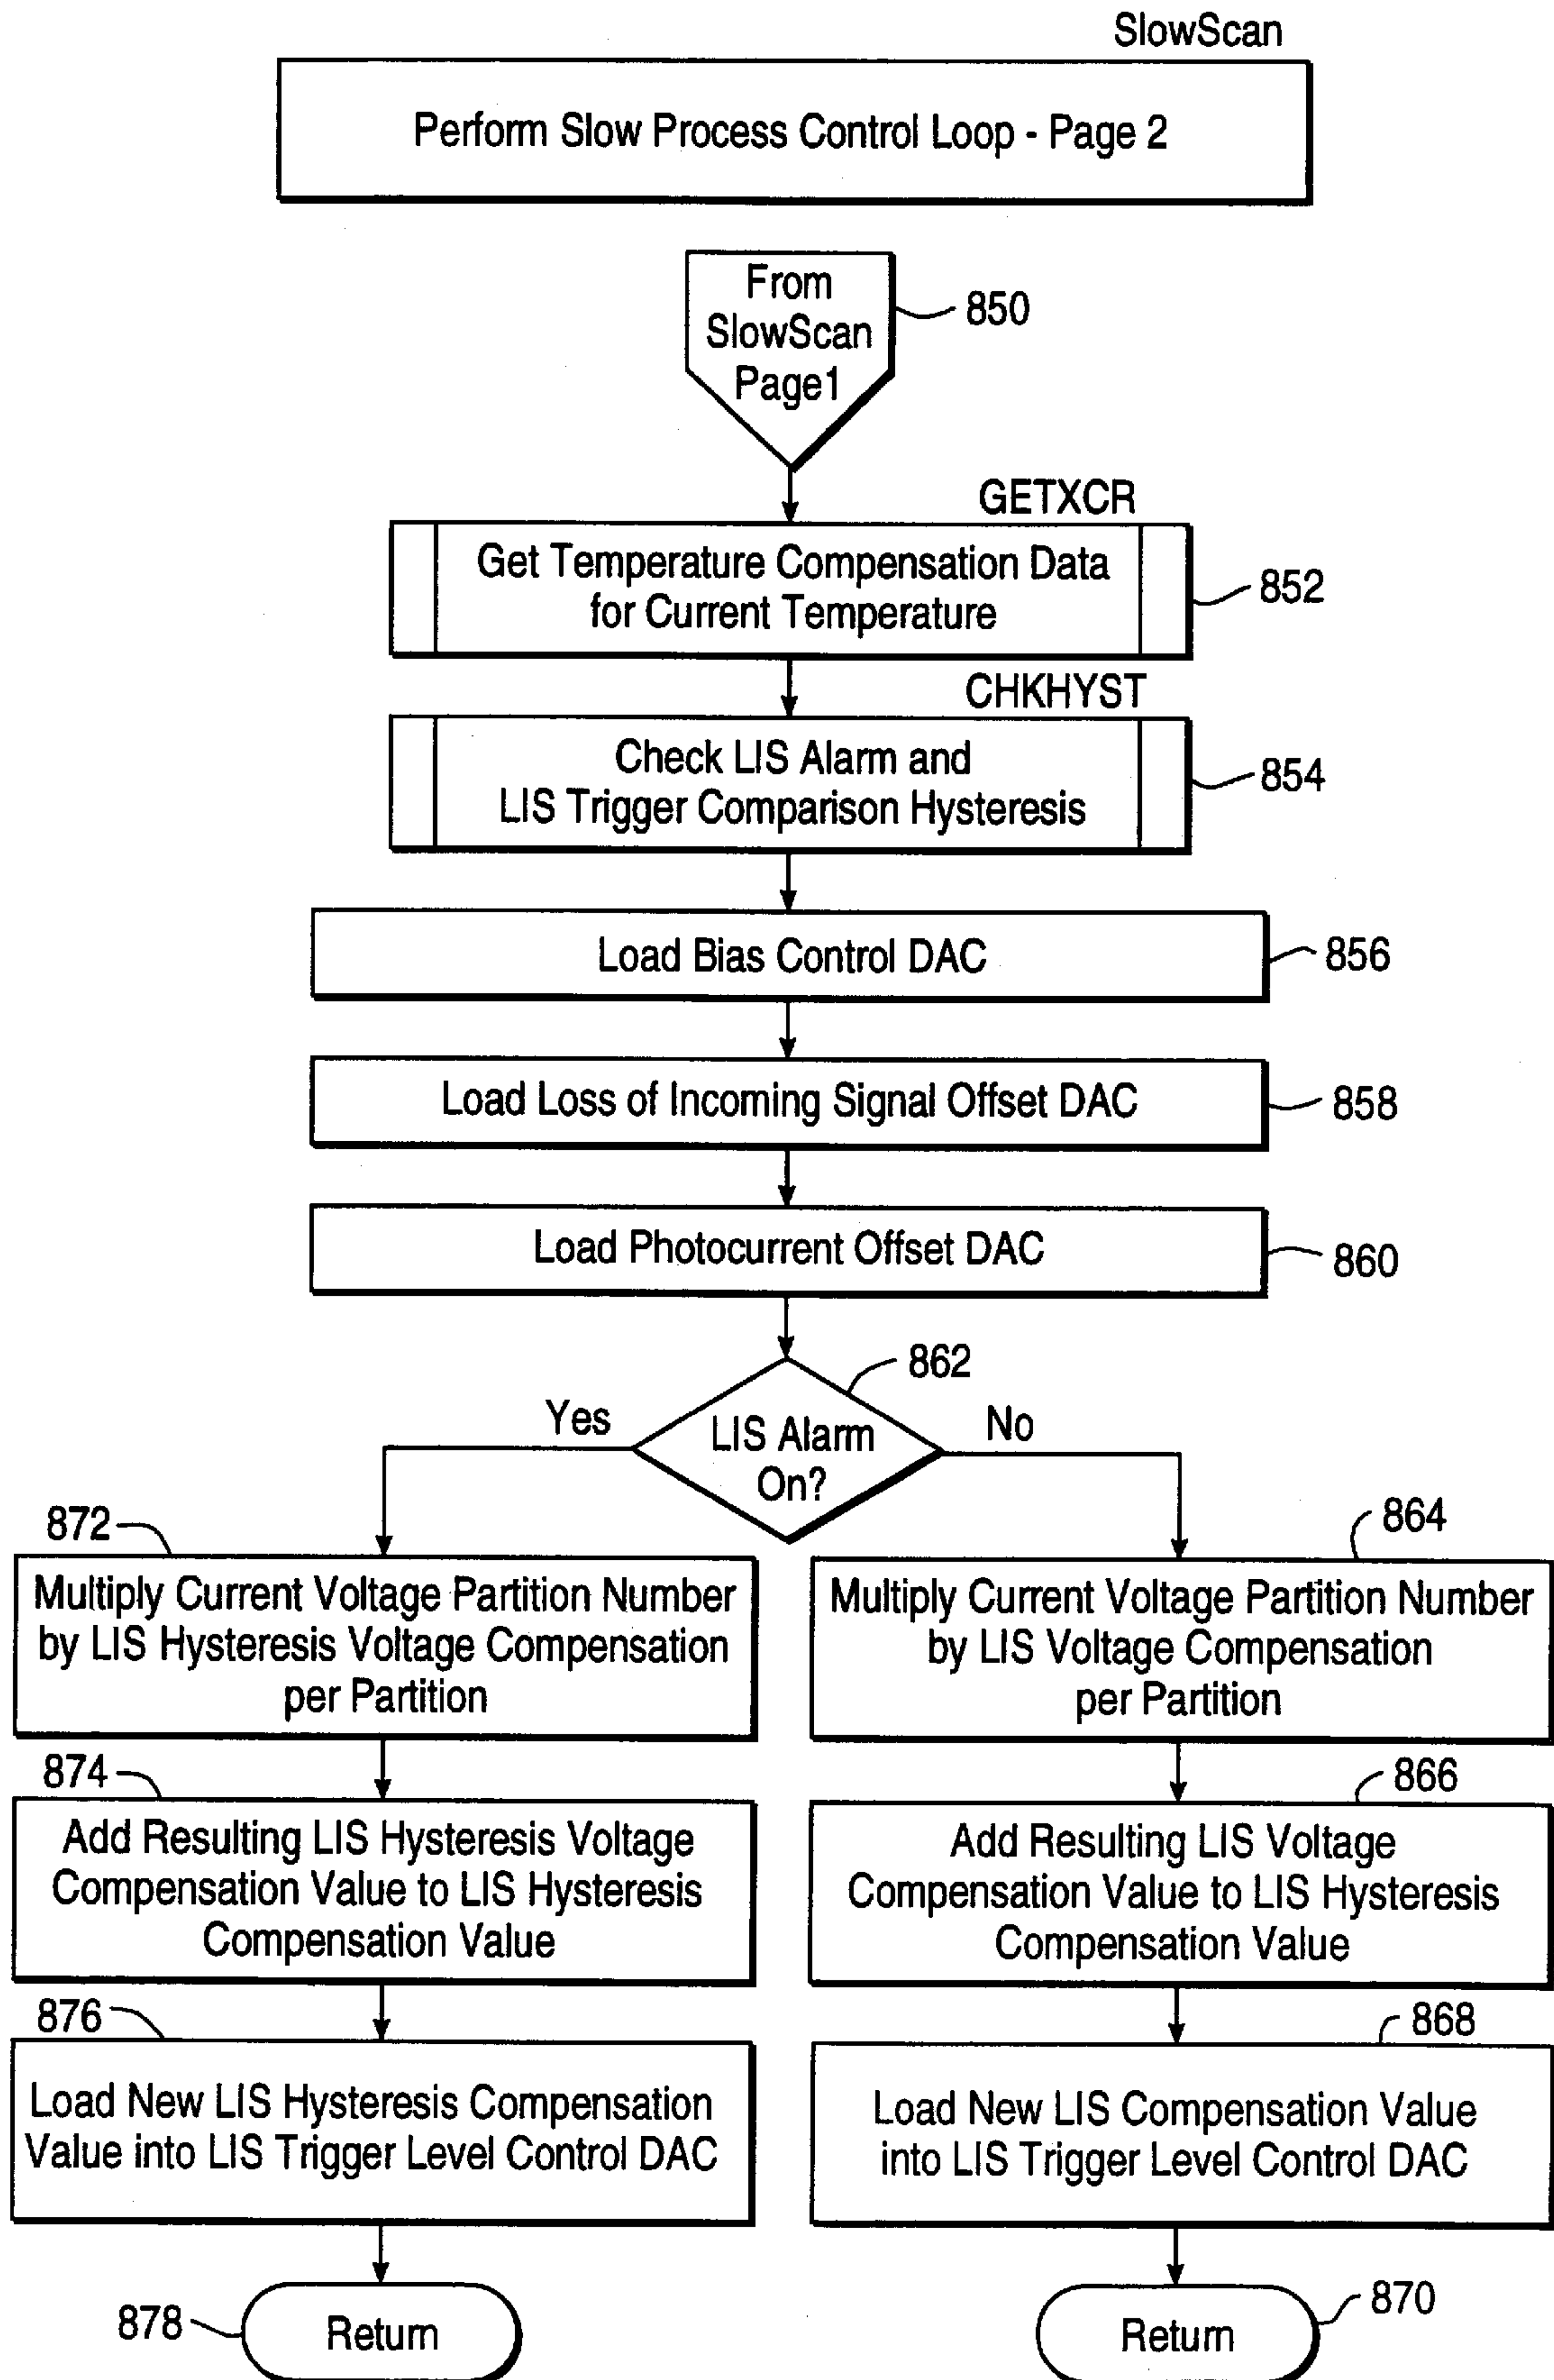 SlowScan
Perform Slow Process Control Loop - Page 2
From
SlowScan
Page1
850
GETXCR
Get Temperature Compensation Data
for Current Temperature
852
CHKHYST
Check LIS Alarm and
LIS Trigger Comparison Hysteresis
854
Load Bias Control DAC
856
Load Loss of Incoming Signal Offset DAC
858
Load Photocurrent Offset DAC
860
862
LIS Alarm
On?
Yes
No
872
Multiply Current Voltage Partition Number
by LIS Hysteresis Voltage Compensation
per Partition
874
Add Resulting LIS Hysteresis Voltage
Compensation Value to LIS Hysteresis
Compensation Value
876
Load New LIS Hysteresis Compensation
Value into LIS Trigger Level Control DAC
878
Return
864
Multiply Current Voltage Partition Number
by LIS Voltage Compensation
per Partition
866
Add Resulting LIS Voltage
Compensation Value to LIS Hysteresis
Compensation Value
868
Load New LIS Compensation Value
into LIS Trigger Level Control DAC
870
Return